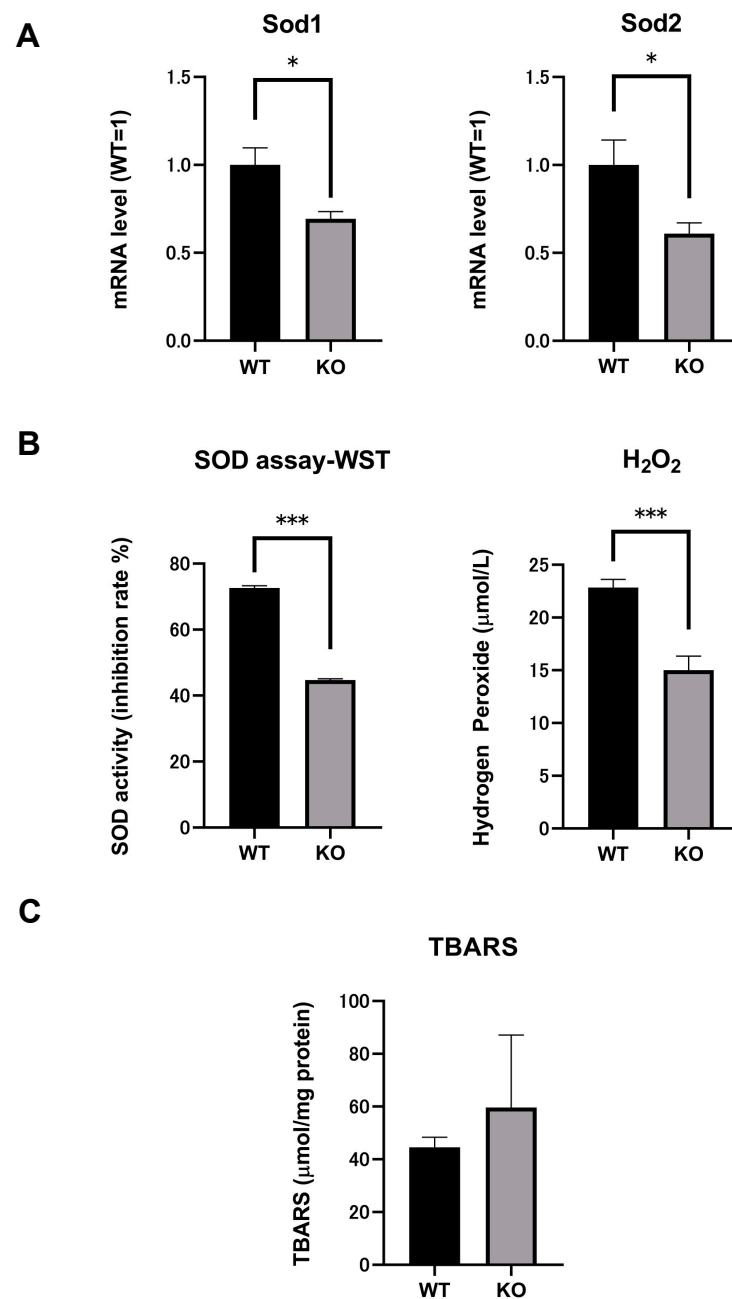 A
Sod1
Sod2
*
*
mRNA level (WT=1)
1.5
1.0
0.5
0.0
WT
KO
mRNA level (WT=1)
1.5
1.0
0.5
0.0
WT
KO
B
SOD assay-WST
H₂O₂
***
***
SOD activity (inhibition rate %)
80
60
40
20
0
WT
KO
Hydrogen Peroxide (μmol/L)
25
20
15
10
5
0
WT
KO
C
TBARS
TBARS (μmol/mg protein)
100
80
60
40
20
0
WT
KO